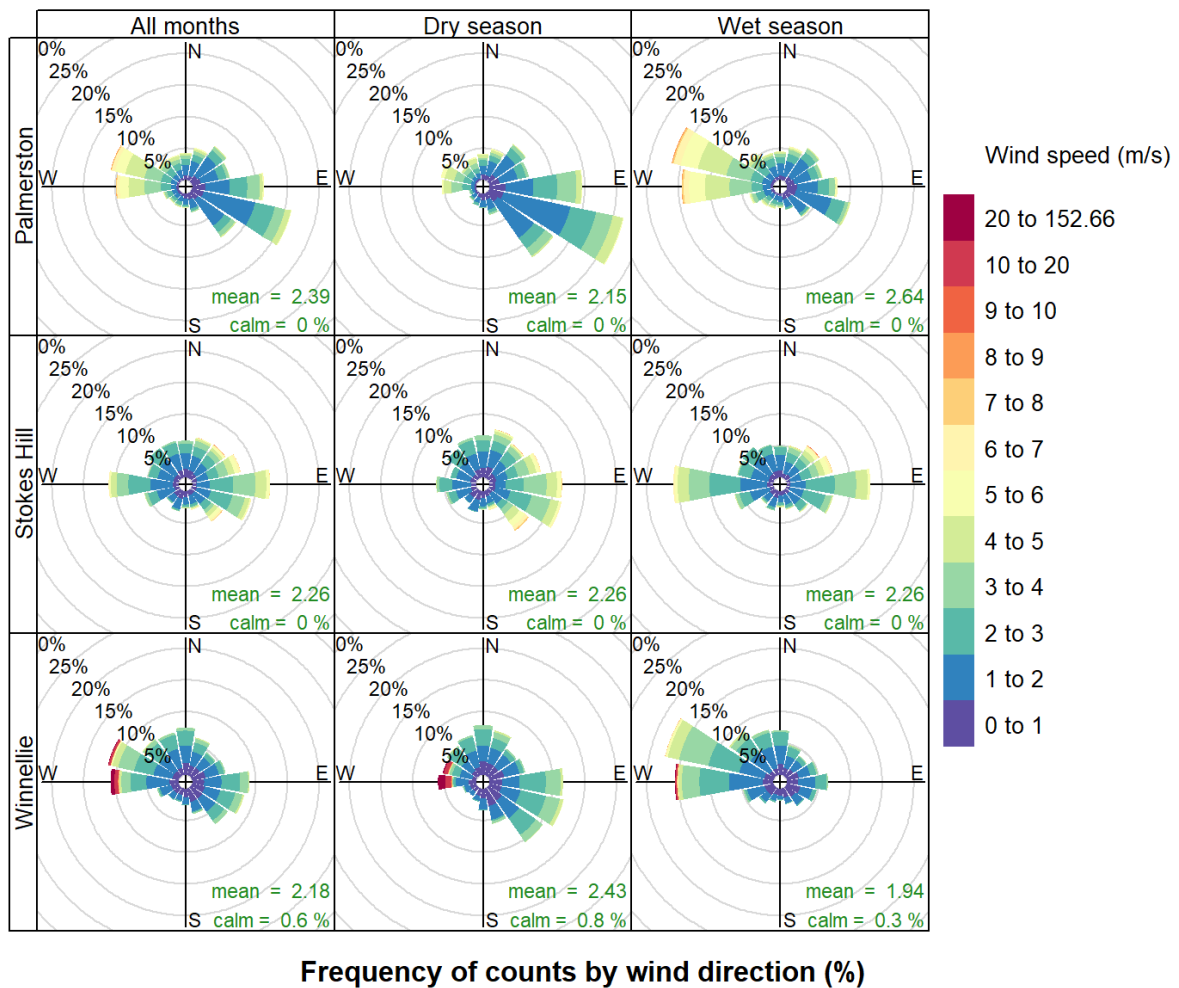 All months
Dry season
Wet season
Palmerston
0%
25%
20%
15%
10%
5%
N
W
E
S
mean = 2.39
calm = 0 %
0%
25%
20%
15%
10%
5%
N
W
E
S
mean = 2.15
calm = 0 %
0%
25%
20%
15%
10%
5%
N
W
E
S
mean = 2.64
calm = 0 %
Stokes Hill
0%
25%
20%
15%
10%
5%
N
W
E
S
mean = 2.26
calm = 0 %
0%
25%
20%
15%
10%
5%
N
W
E
S
mean = 2.26
calm = 0 %
0%
25%
20%
15%
10%
5%
N
W
E
S
mean = 2.26
calm = 0 %
Winnellie
0%
25%
20%
15%
10%
5%
N
W
E
S
mean = 2.18
calm = 0.6 %
0%
25%
20%
15%
10%
5%
N
W
E
S
mean = 2.43
calm = 0.8 %
0%
25%
20%
15%
10%
5%
N
W
E
S
mean = 1.94
calm = 0.3 %
Wind speed (m/s)
20 to 152.66
10 to 20
9 to 10
8 to 9
7 to 8
6 to 7
5 to 6
4 to 5
3 to 4
2 to 3
1 to 2
0 to 1
Frequency of counts by wind direction (%)